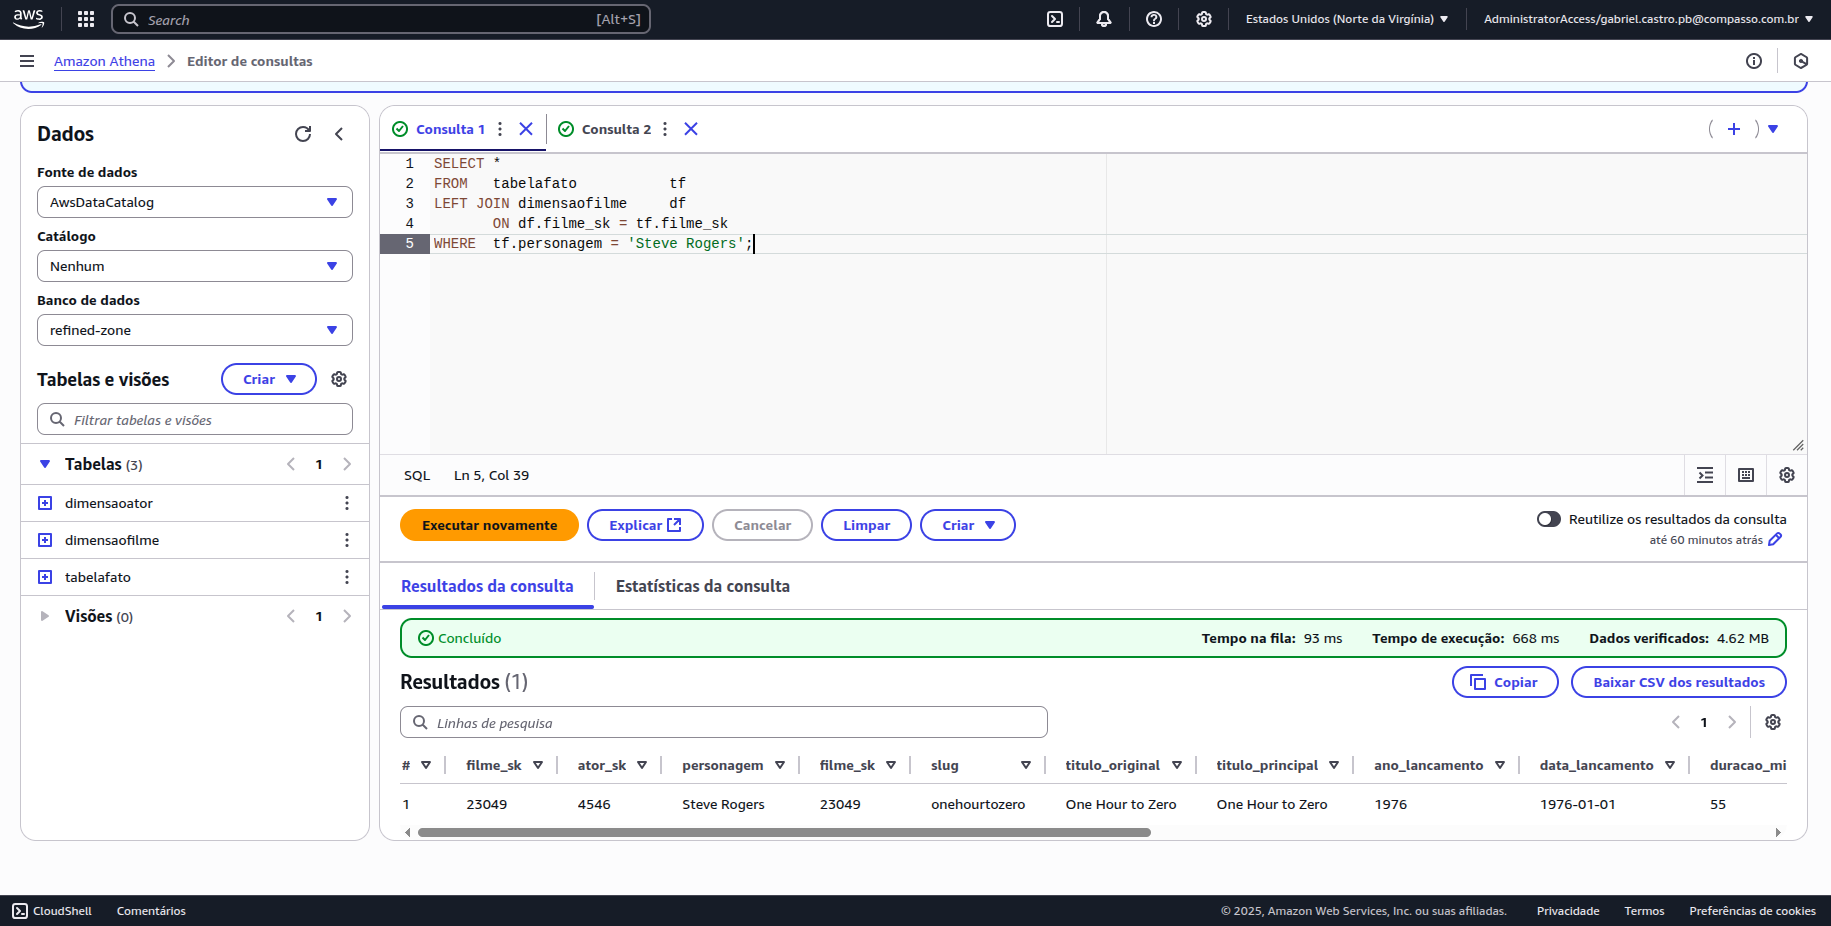 aws
Search [Alt+S]
Estados Unidos (Norte da Virgínia)
AdministratorAccess/gabriel.castro.pb@compasso.com.br
Amazon Athena > Editor de consultas
Dados
Fonte de dados
AwsDataCatalog
Catálogo
Nenhum
Banco de dados
refined-zone
Tabelas e visões
Criar
Filtrar tabelas e visões
Tabelas (3)
1
dimensaoator
dimensaofilme
tabelafato
Visões (0)
1
Consulta 1
Consulta 2
1 SELECT *
2 FROM   tabelafato           tf
3 LEFT JOIN dimensaofilme     df
4        ON df.filme_sk = tf.filme_sk
5 WHERE  tf.personagem = 'Steve Rogers';
SQL Ln 5, Col 39
Executar novamente
Explicar
Cancelar
Limpar
Criar
Reutilize os resultados da consulta
até 60 minutos atrás
Resultados da consulta
Estatísticas da consulta
Concluído
Tempo na fila: 93 ms
Tempo de execução: 668 ms
Dados verificados: 4.62 MB
Resultados (1)
Copiar
Baixar CSV dos resultados
Linhas de pesquisa
1
# filme_sk ator_sk personagem filme_sk slug titulo_original titulo_principal ano_lancamento data_lancamento duracao_mi
1 23049 4546 Steve Rogers 23049 onehourtozero One Hour to Zero One Hour to Zero 1976 1976-01-01 55
CloudShell
Comentários
© 2025, Amazon Web Services, Inc. ou suas afiliadas.
Privacidade
Termos
Preferências de cookies